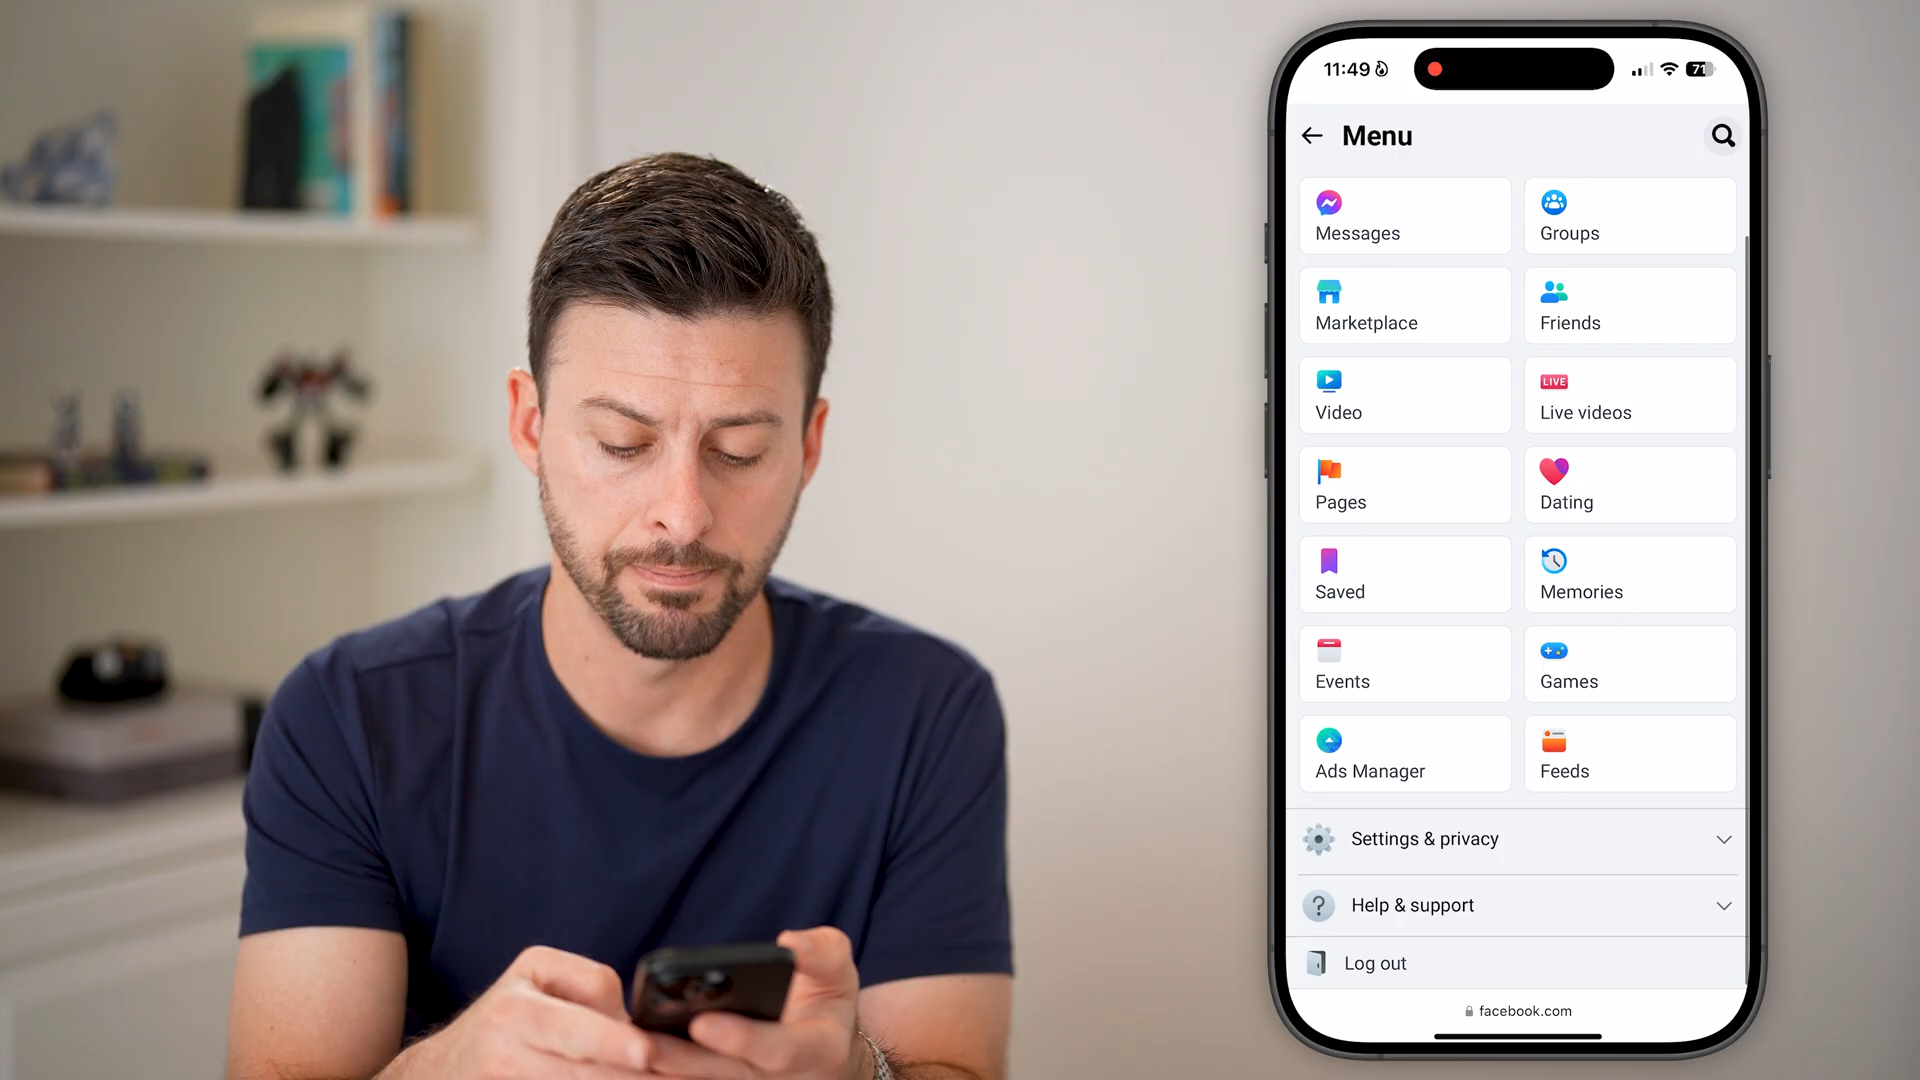 11:49
71
Menu
Messages
Groups
Marketplace
Friends
LIVE
Video
Live videos
Pages
Dating
Saved
Memories
Events
Games
Ads Manager
Feeds
Settings & privacy
?
Help & support
Log out
facebook.com